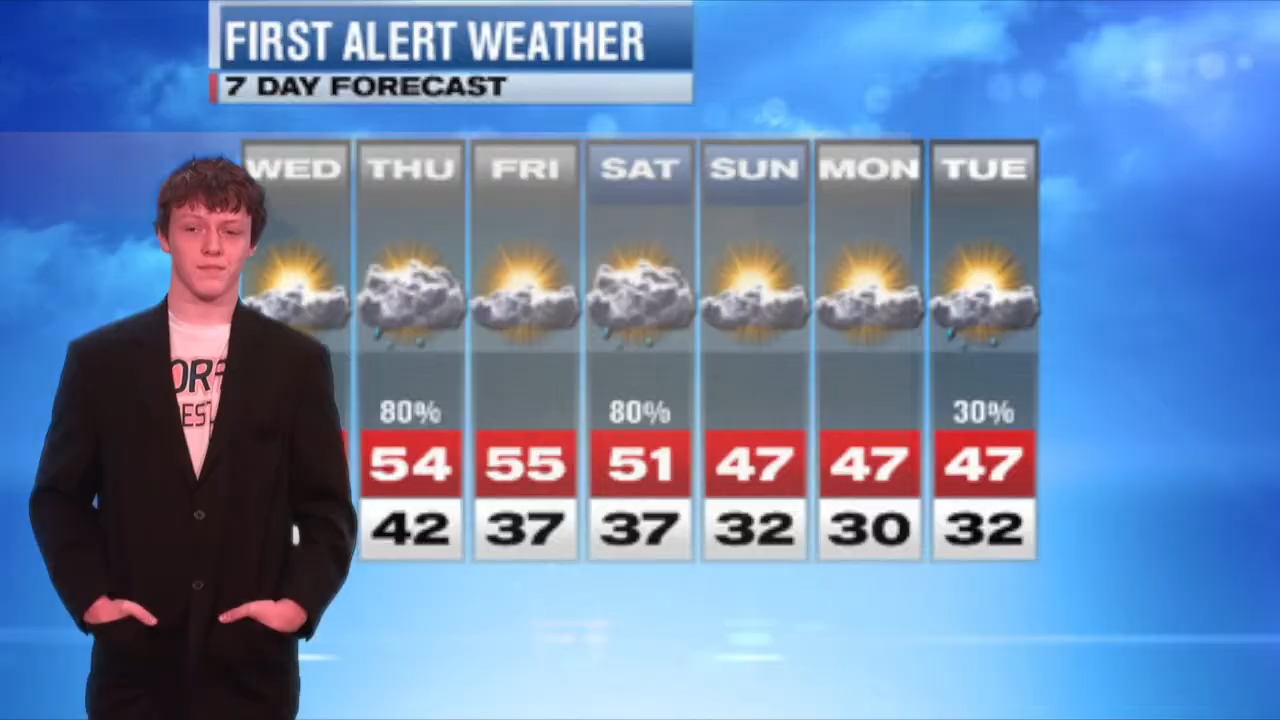 FIRST ALERT WEATHER
7 DAY FORECAST
WED THU FRI SAT SUN MON TUE
80% 80% 30%
54 55 51 47 47 47
42 37 37 32 30 32